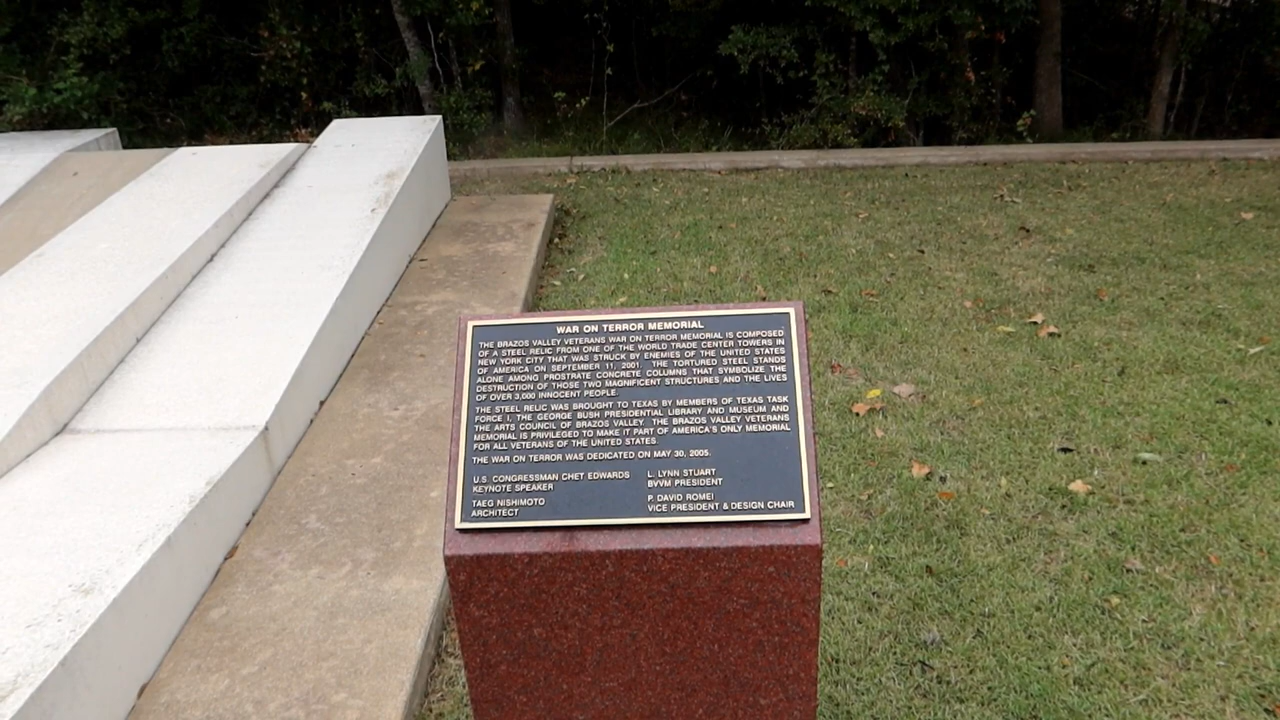 WAR ON TERROR MEMORIAL
THE BRAZOS VALLEY VETERANS WAR ON TERROR MEMORIAL IS COMPOSED
OF A STEEL RELIC FROM ONE OF THE WORLD TRADE CENTER TOWERS IN
NEW YORK CITY THAT WAS STRUCK BY ENEMIES OF THE UNITED STATES
OF AMERICA ON SEPTEMBER 11, 2001. THE TORTURED STEEL STANDS
ALONE AMONG PROSTRATE CONCRETE COLUMNS THAT SYMBOLIZE THE
DESTRUCTION OF THOSE TWO MAGNIFICENT STRUCTURES AND THE LIVES
OF OVER 3,000 INNOCENT PEOPLE.
THE STEEL RELIC WAS BROUGHT TO TEXAS BY MEMBERS OF TEXAS TASK
FORCE I, THE GEORGE BUSH PRESIDENTIAL LIBRARY AND MUSEUM AND
THE ARTS COUNCIL OF BRAZOS VALLEY. THE BRAZOS VALLEY VETERANS
MEMORIAL IS PRIVILEGED TO MAKE IT PART OF AMERICA'S ONLY MEMORIAL
FOR ALL VETERANS OF THE UNITED STATES.
THE WAR ON TERROR WAS DEDICATED ON MAY 30, 2005.
U.S. CONGRESSMAN CHET EDWARDS
KEYNOTE SPEAKER
L. LYNN STUART
BVVM PRESIDENT
TAEG NISHIMOTO
ARCHITECT
P. DAVID ROMEI
VICE PRESIDENT & DESIGN CHAIR